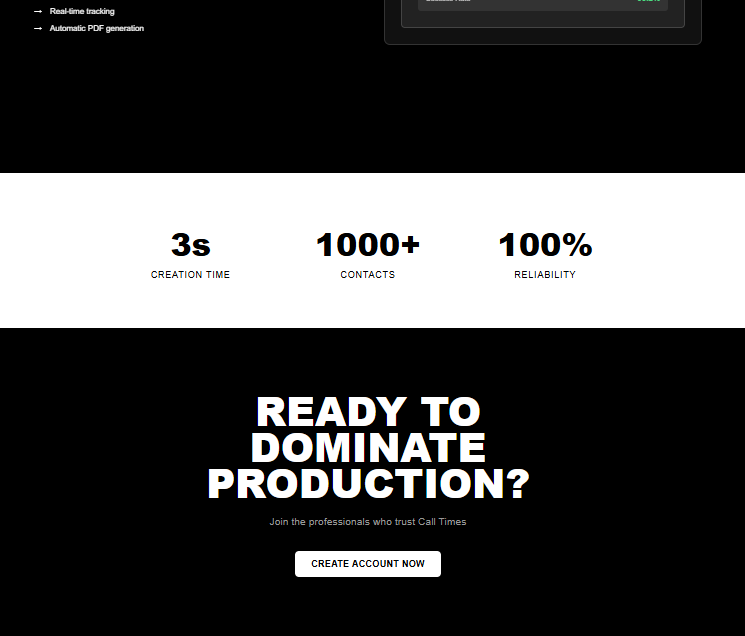 → Real-time tracking
→ Automatic PDF generation
3s
CREATION TIME
1000+
CONTACTS
100%
RELIABILITY
READY TO
DOMINATE
PRODUCTION?
Join the professionals who trust Call Times
CREATE ACCOUNT NOW